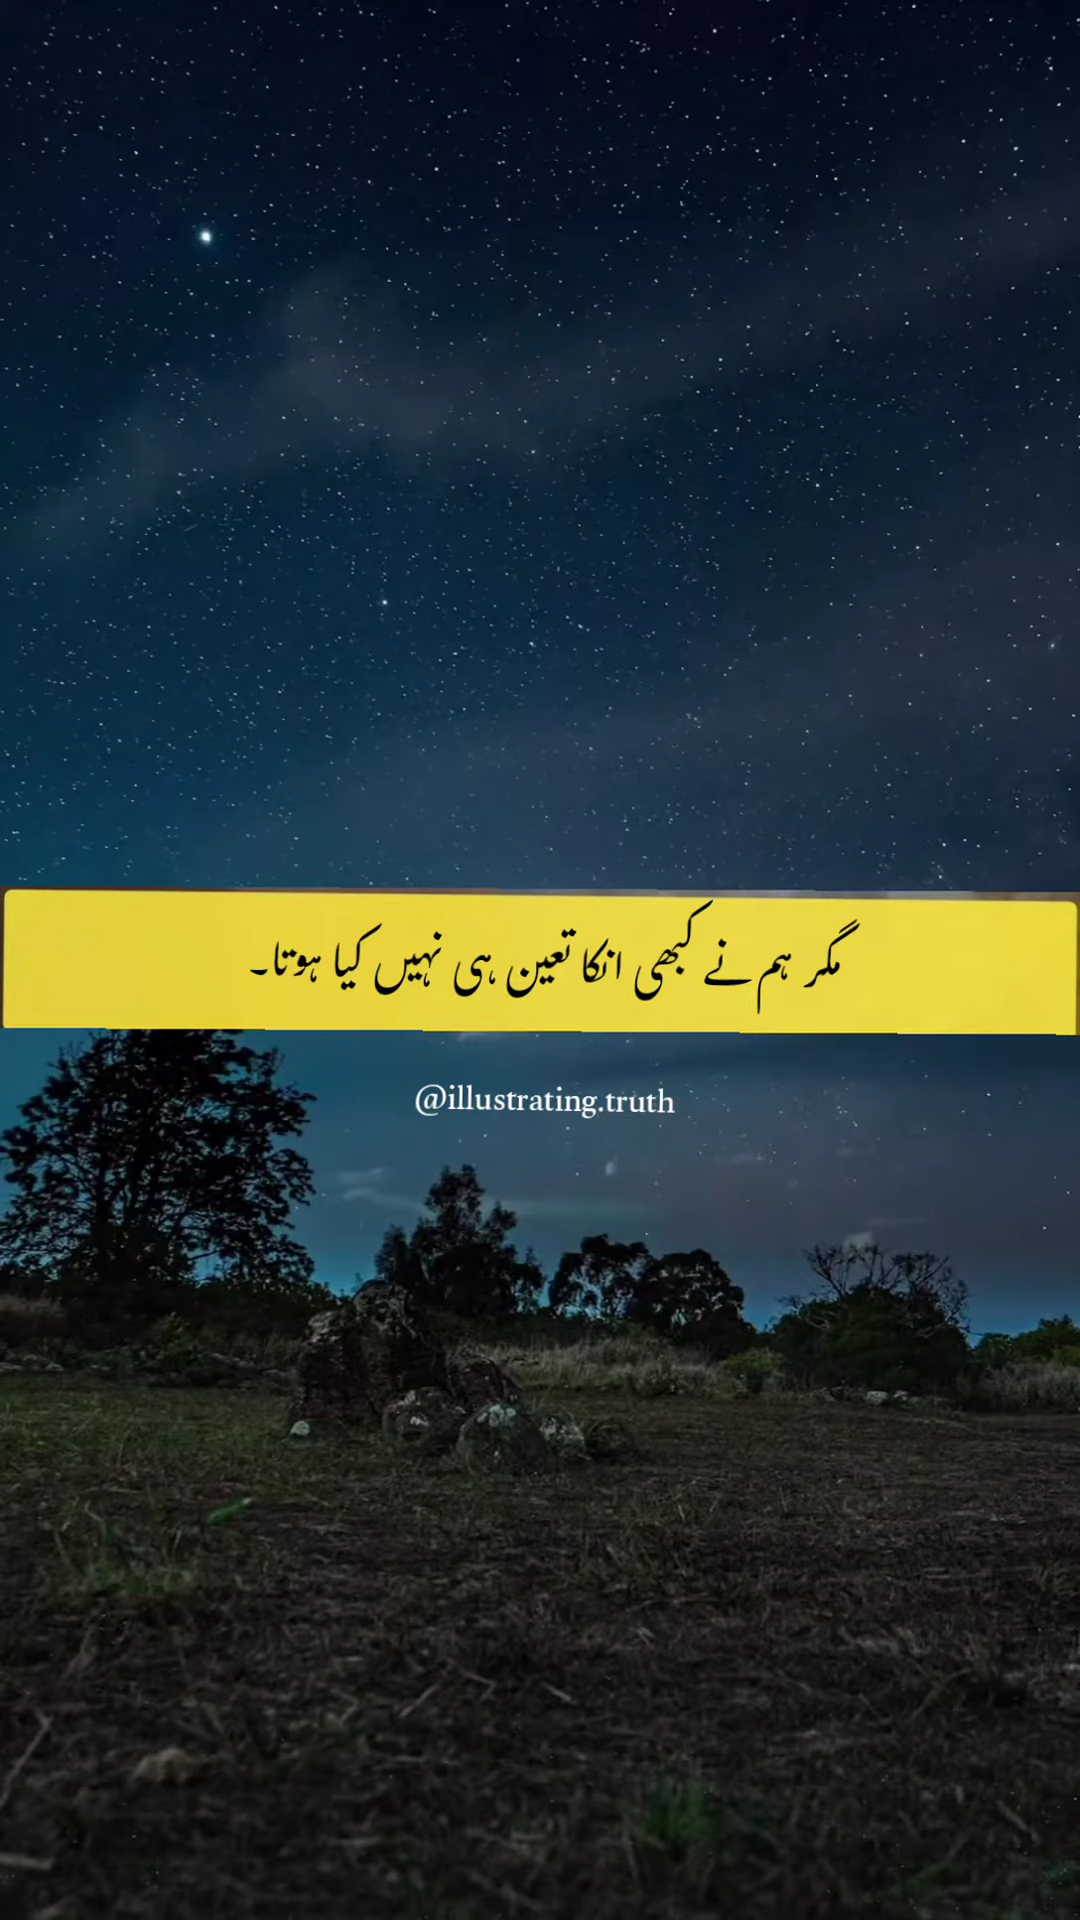 مگر ہم نے کبھی انکا تعین ہی نہیں کیا ہوتا۔
@illustrating.truth